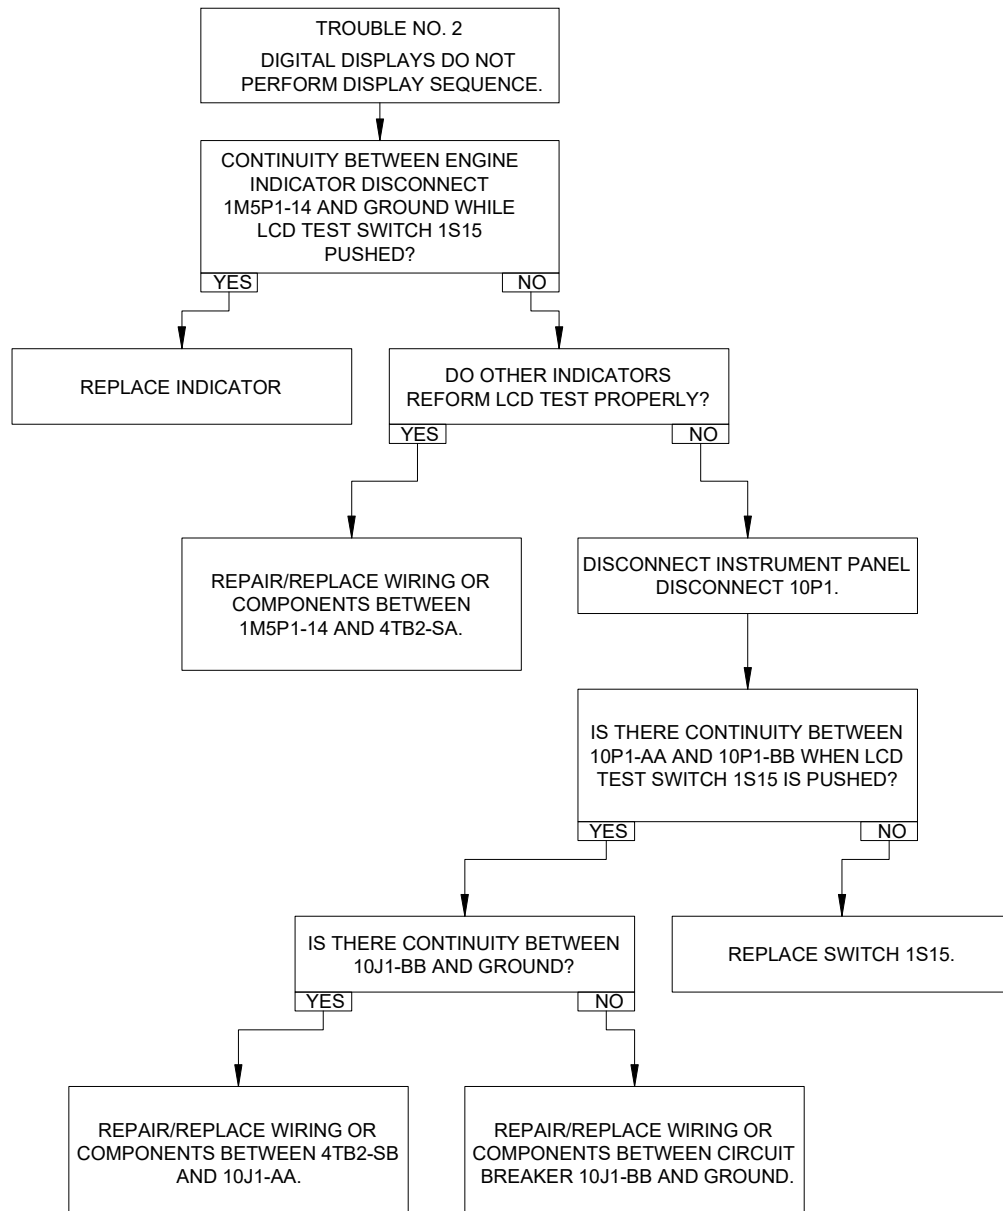 TROUBLE NO. 2
DIGITAL DISPLAYS DO NOT
PERFORM DISPLAY SEQUENCE.
CONTINUITY BETWEEN ENGINE
INDICATOR DISCONNECT
1M5P1-14 AND GROUND WHILE
LCD TEST SWITCH 1S15
PUSHED?
YES
NO
REPLACE INDICATOR
DO OTHER INDICATORS
REFORM LCD TEST PROPERLY?
YES
NO
REPAIR/REPLACE WIRING OR
COMPONENTS BETWEEN
1M5P1-14 AND 4TB2-SA.
DISCONNECT INSTRUMENT PANEL
DISCONNECT 10P1.
IS THERE CONTINUITY BETWEEN
10P1-AA AND 10P1-BB WHEN LCD
TEST SWITCH 1S15 IS PUSHED?
YES
NO
IS THERE CONTINUITY BETWEEN
10J1-BB AND GROUND?
YES
NO
REPLACE SWITCH 1S15.
REPAIR/REPLACE WIRING OR
COMPONENTS BETWEEN 4TB2-SB
AND 10J1-AA.
REPAIR/REPLACE WIRING OR
COMPONENTS BETWEEN CIRCUIT
BREAKER 10J1-BB AND GROUND.